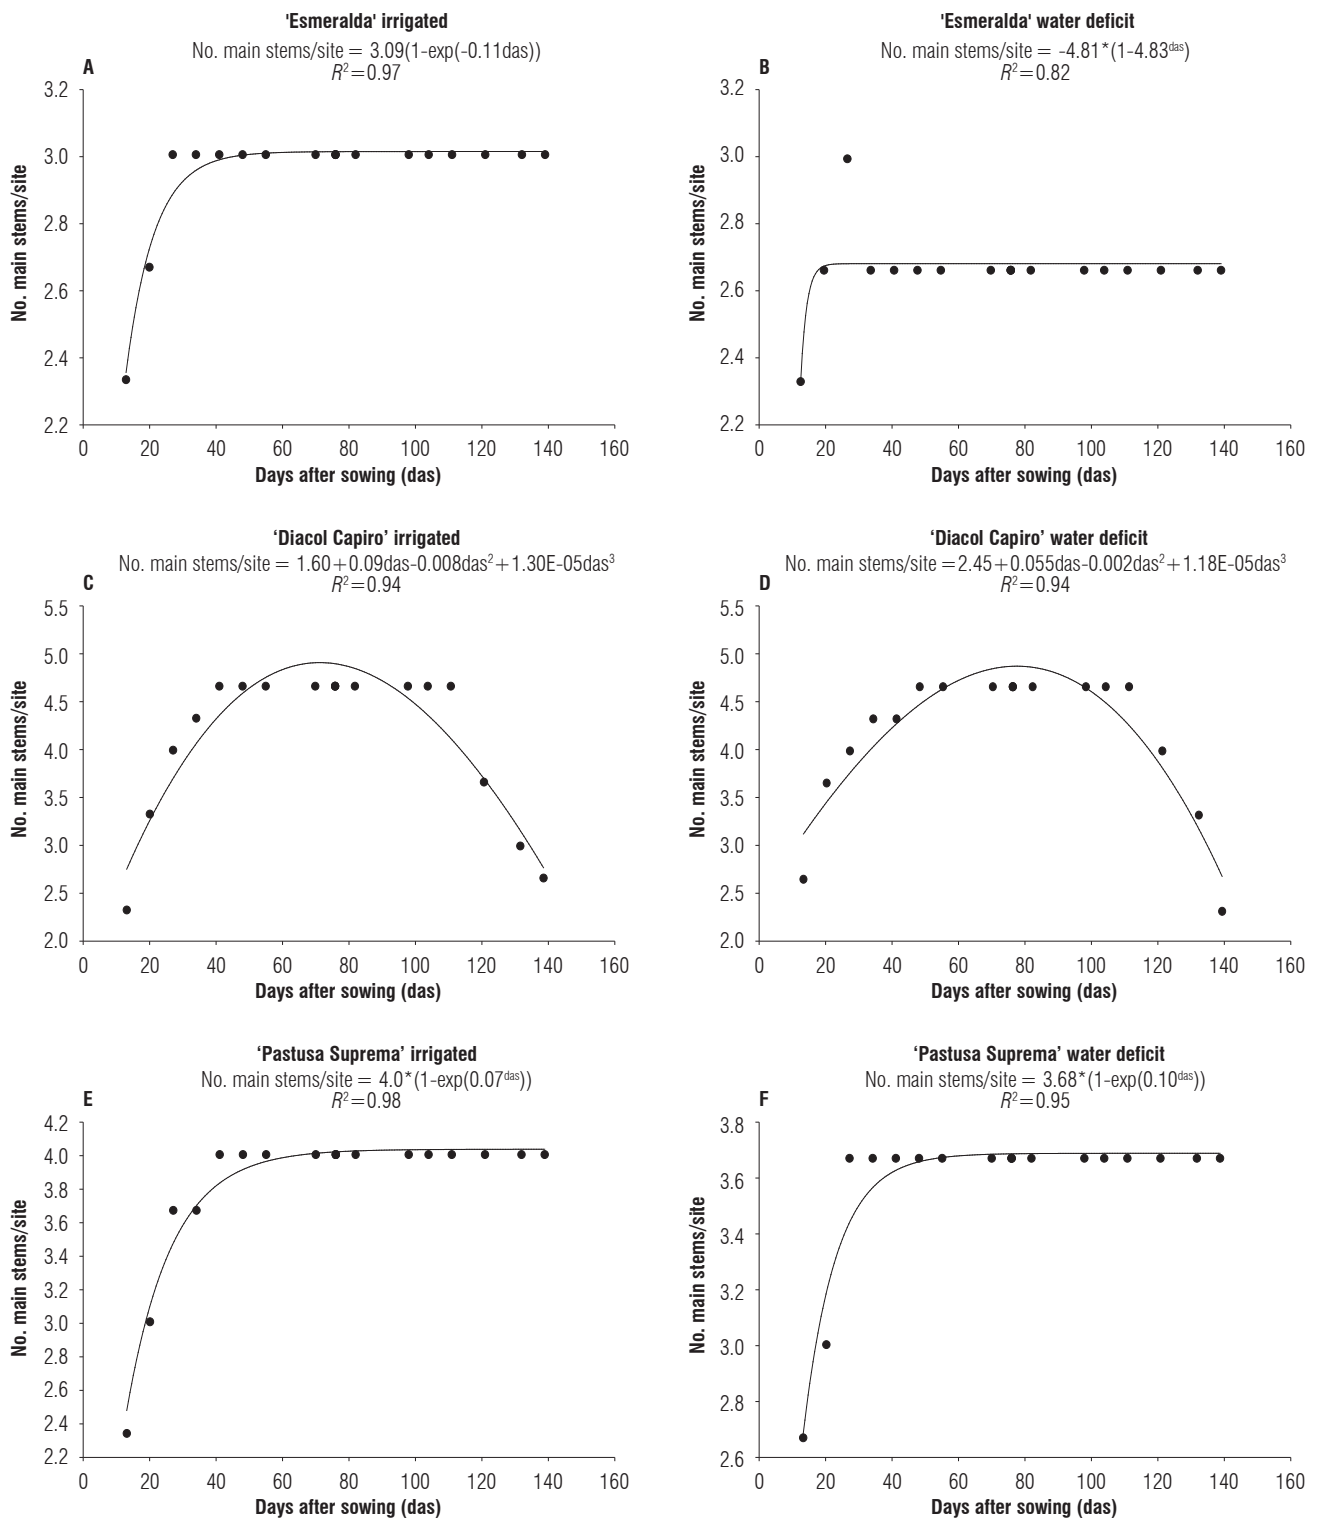 'Esmeralda' irrigated
No. main stems/site = 3.09(1-exp(-0.11das))
R²=0.97
A
3.2
3.0
2.8
2.6
2.4
2.2
No. main stems/site
0 20 40 60 80 100 120 140 160
Days after sowing (das)
'Esmeralda' water deficit
No. main stems/site = -4.81*(1-4.83^das)
R²=0.82
B
3.2
3.0
2.8
2.6
2.4
2.2
No. main stems/site
0 20 40 60 80 100 120 140 160
Days after sowing (das)
‘Diacol Capiro’ irrigated
No. main stems/site = 1.60+0.09das-0.008das²+1.30E-05das³
R²=0.94
C
5.5
5.0
4.5
4.0
3.5
3.0
2.5
2.0
No. main stems/site
0 20 40 60 80 100 120 140 160
Days after sowing (das)
‘Diacol Capiro’ water deficit
No. main stems/site =2.45+0.055das-0.002das²+1.18E-05das³
R²=0.94
D
5.5
5.0
4.5
4.0
3.5
3.0
2.5
2.0
No. main stems/site
0 20 40 60 80 100 120 140 160
Days after sowing (das)
‘Pastusa Suprema’ irrigated
No. main stems/site = 4.0*(1-exp(0.07^das))
R²=0.98
E
4.2
4.0
3.8
3.6
3.4
3.2
3.0
2.8
2.6
2.4
2.2
No. main stems/site
0 20 40 60 80 100 120 140 160
Days after sowing (das)
‘Pastusa Suprema’ water deficit
No. main stems/site = 3.68*(1-exp(0.10^das))
R²=0.95
F
3.8
3.6
3.4
3.2
3.0
2.8
2.6
No. main stems/site
0 20 40 60 80 100 120 140 160
Days after sowing (das)